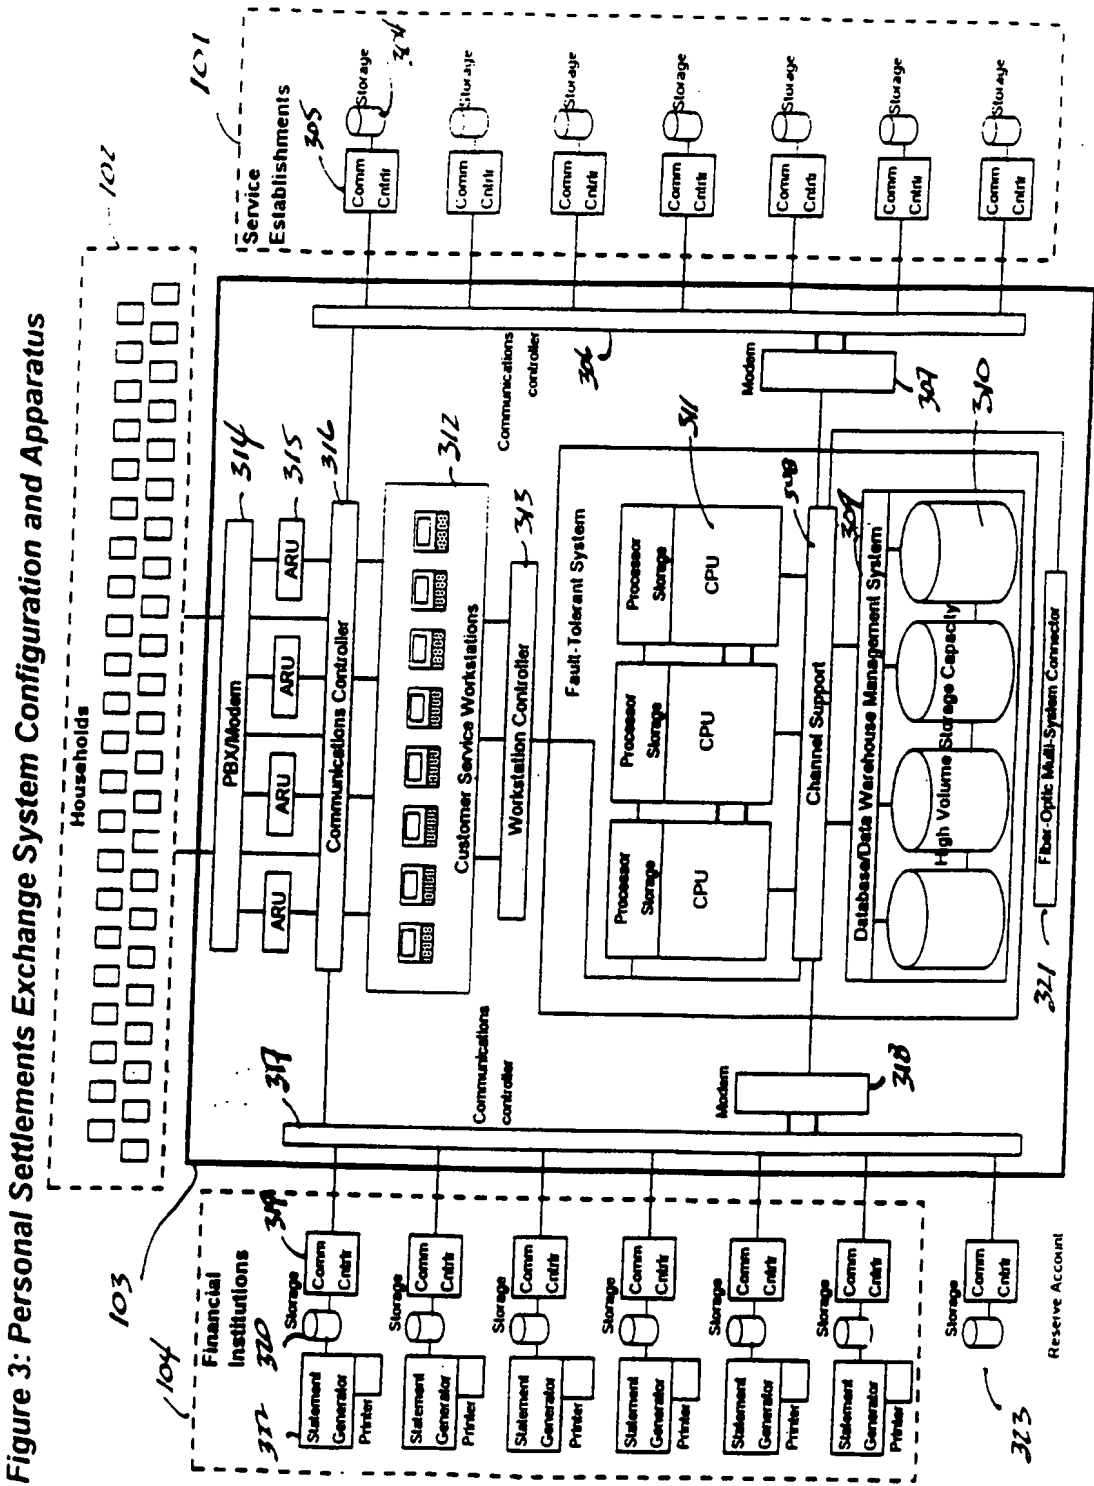 Figure 3: Personal Settlements Exchange System Configuration and Apparatus
Households
102
103
104
101
Service
Establishments
305
304
Comm
Cntrlr
Storage
Comm
Cntrlr
Storage
Comm
Cntrlr
Storage
Comm
Cntrlr
Storage
Comm
Cntrlr
Storage
Comm
Cntrlr
Storage
Comm
Cntrlr
Storage
PBX/Modem
314
ARU
ARU
ARU
ARU
315
Communications Controller
316
312
Customer Service Workstations
Workstation Controller
313
Communications
controller
317
Communications
controller
306
Modem
318
Modem
307
Fault-Tolerant System
Processor
Storage
CPU
Processor
Storage
CPU
Processor
Storage
CPU
311
Channel Support
308
Database/Data Warehouse Management System
309
High Volume Storage Capacity
310
Fiber-Optic Multi-System Connector
321
Financial
Institutions
322
320
319
Statement
Generator
Printer
Storage
Comm
Cntrlr
Statement
Generator
Printer
Storage
Comm
Cntrlr
Statement
Generator
Printer
Storage
Comm
Cntrlr
Statement
Generator
Printer
Storage
Comm
Cntrlr
Statement
Generator
Printer
Storage
Comm
Cntrlr
Statement
Generator
Printer
Storage
Comm
Cntrlr
Storage
Comm
Cntrlr
323
Reserve Account